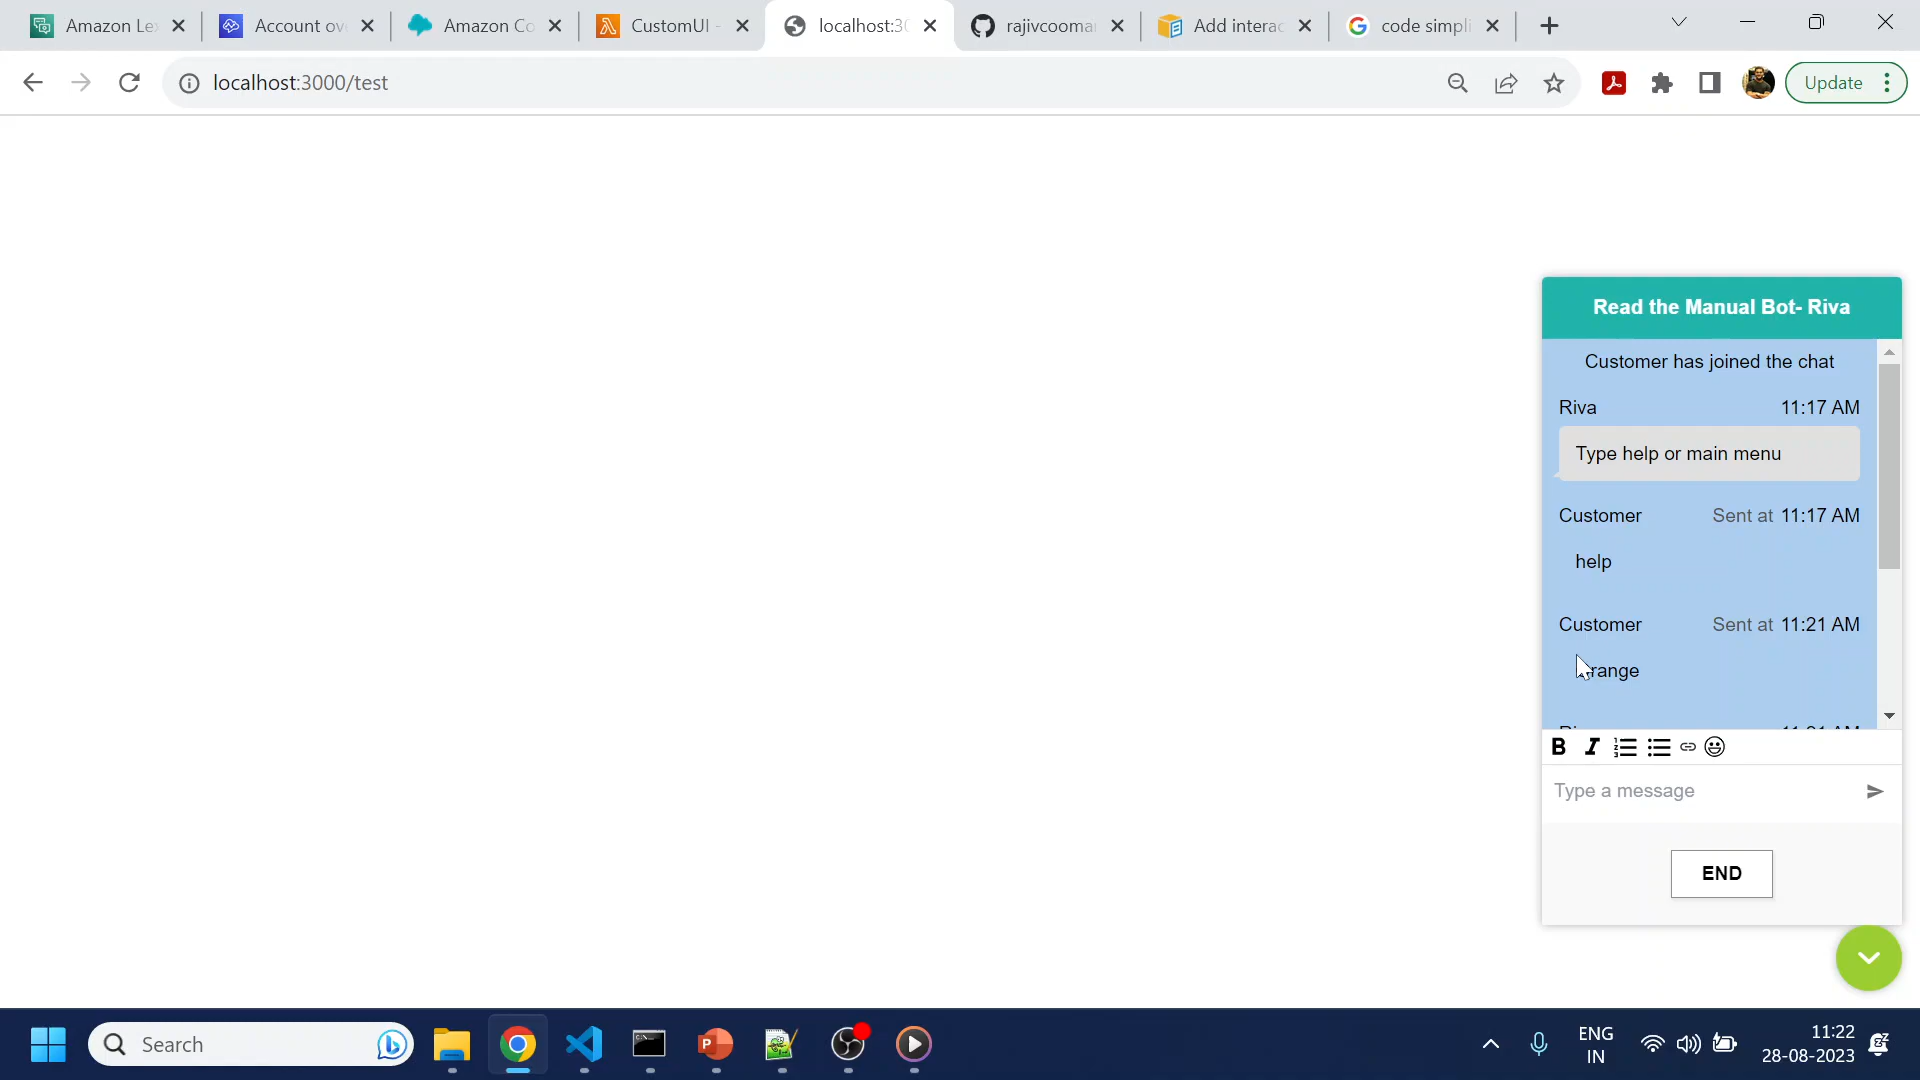 Amazon Le
Account ov
Amazon Co
CustomUI -
localhost:30
rajivcoomar
Add interac
code simpli
localhost:3000/test
Update
Read the Manual Bot- Riva
Customer has joined the chat
Riva 11:17 AM
Type help or main menu
Customer Sent at 11:17 AM
help
Customer Sent at 11:21 AM
range
B I
Type a message
END
Search
ENG
IN
11:22
28-08-2023